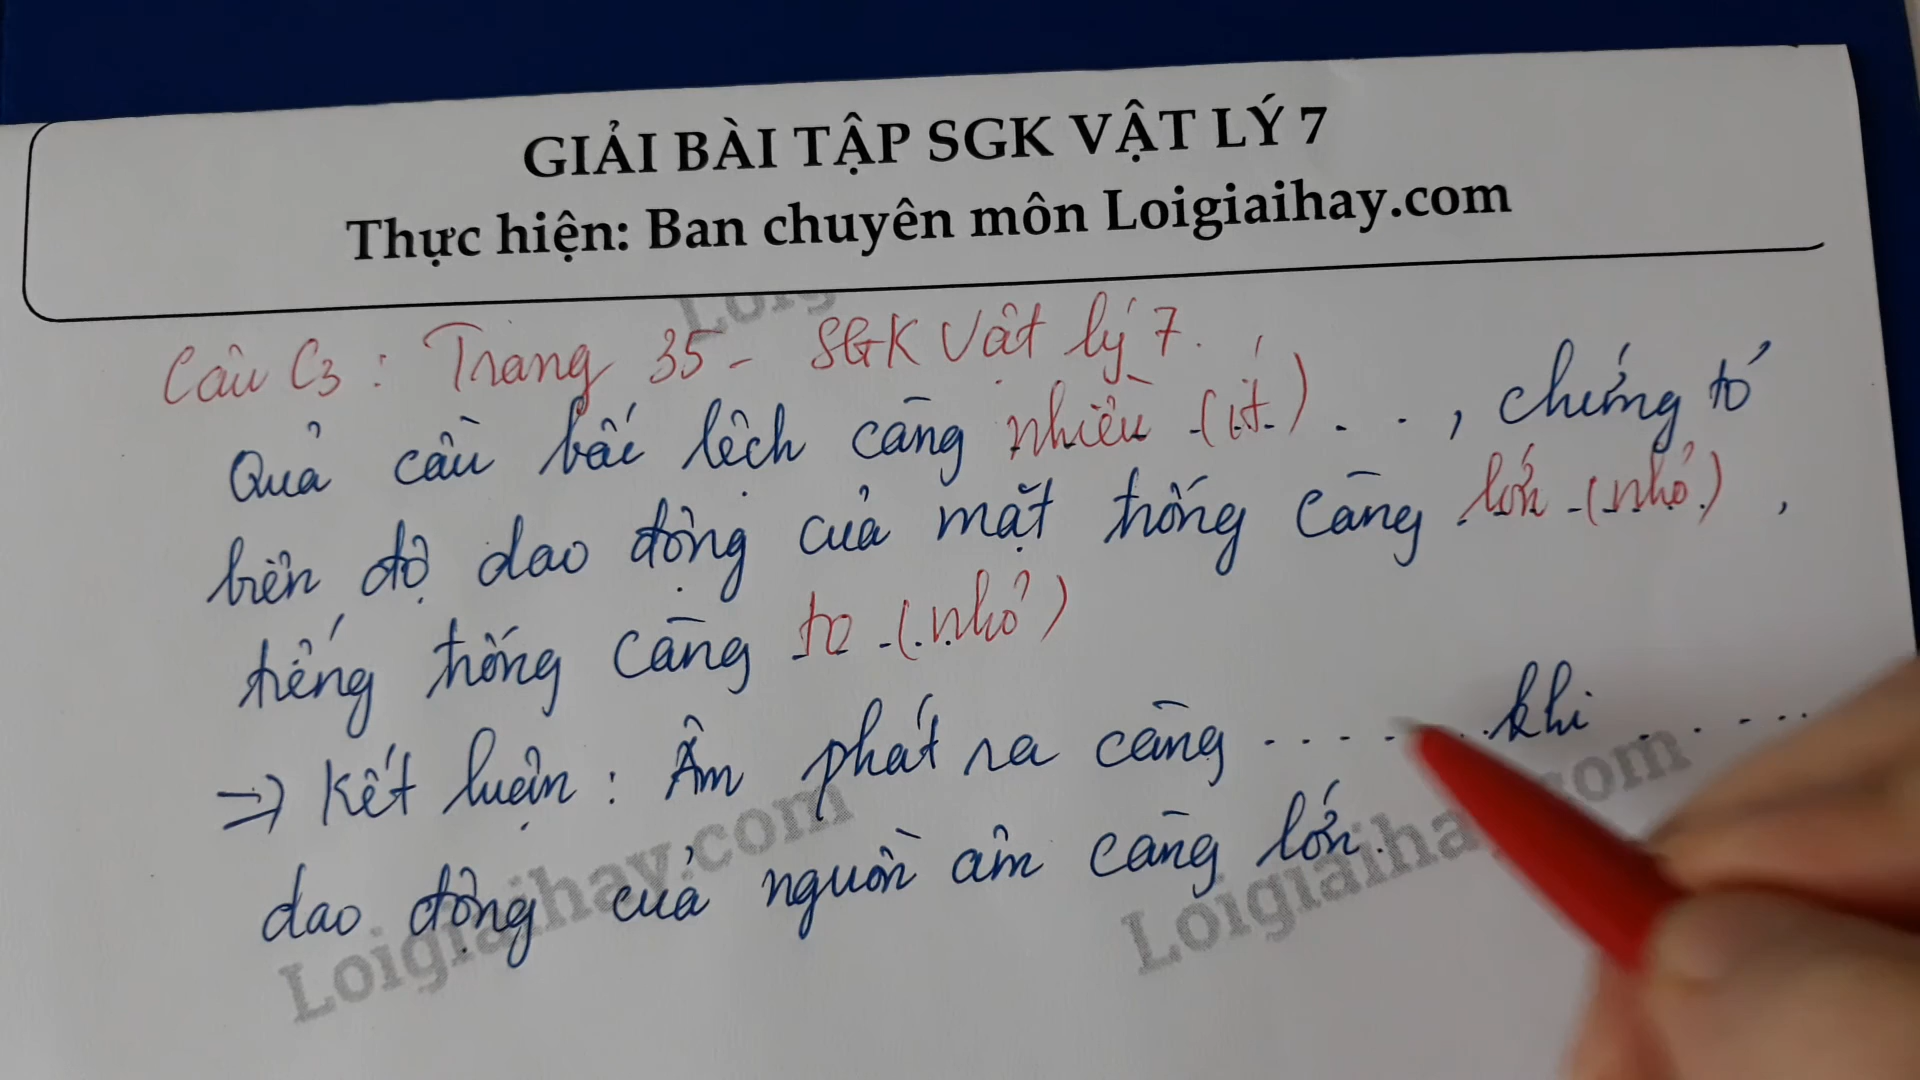 GIẢI BÀI TẬP SGK VẬT LÝ 7
Thực hiện: Ban chuyên môn Loigiaihay.com
Câu C3 : Trang 35 - SGK Vật lý 7.
Quả cầu bấc lệch càng nhiều (ít) . . , chứng tỏ
biên độ dao động của mặt trống càng lớn (nhỏ) ,
tiếng trống càng to (nhỏ)
=> Kết luận : Âm phát ra càng ...... khi ......
dao động của nguồn âm càng lớn.
Loigiaihay.com
Loigiaihay.com